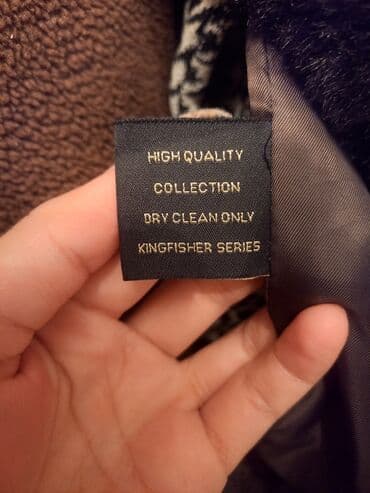 HIGH QUALITY
COLLECTION
DRY CLEAN ONLY
KINGFISHER SERIES